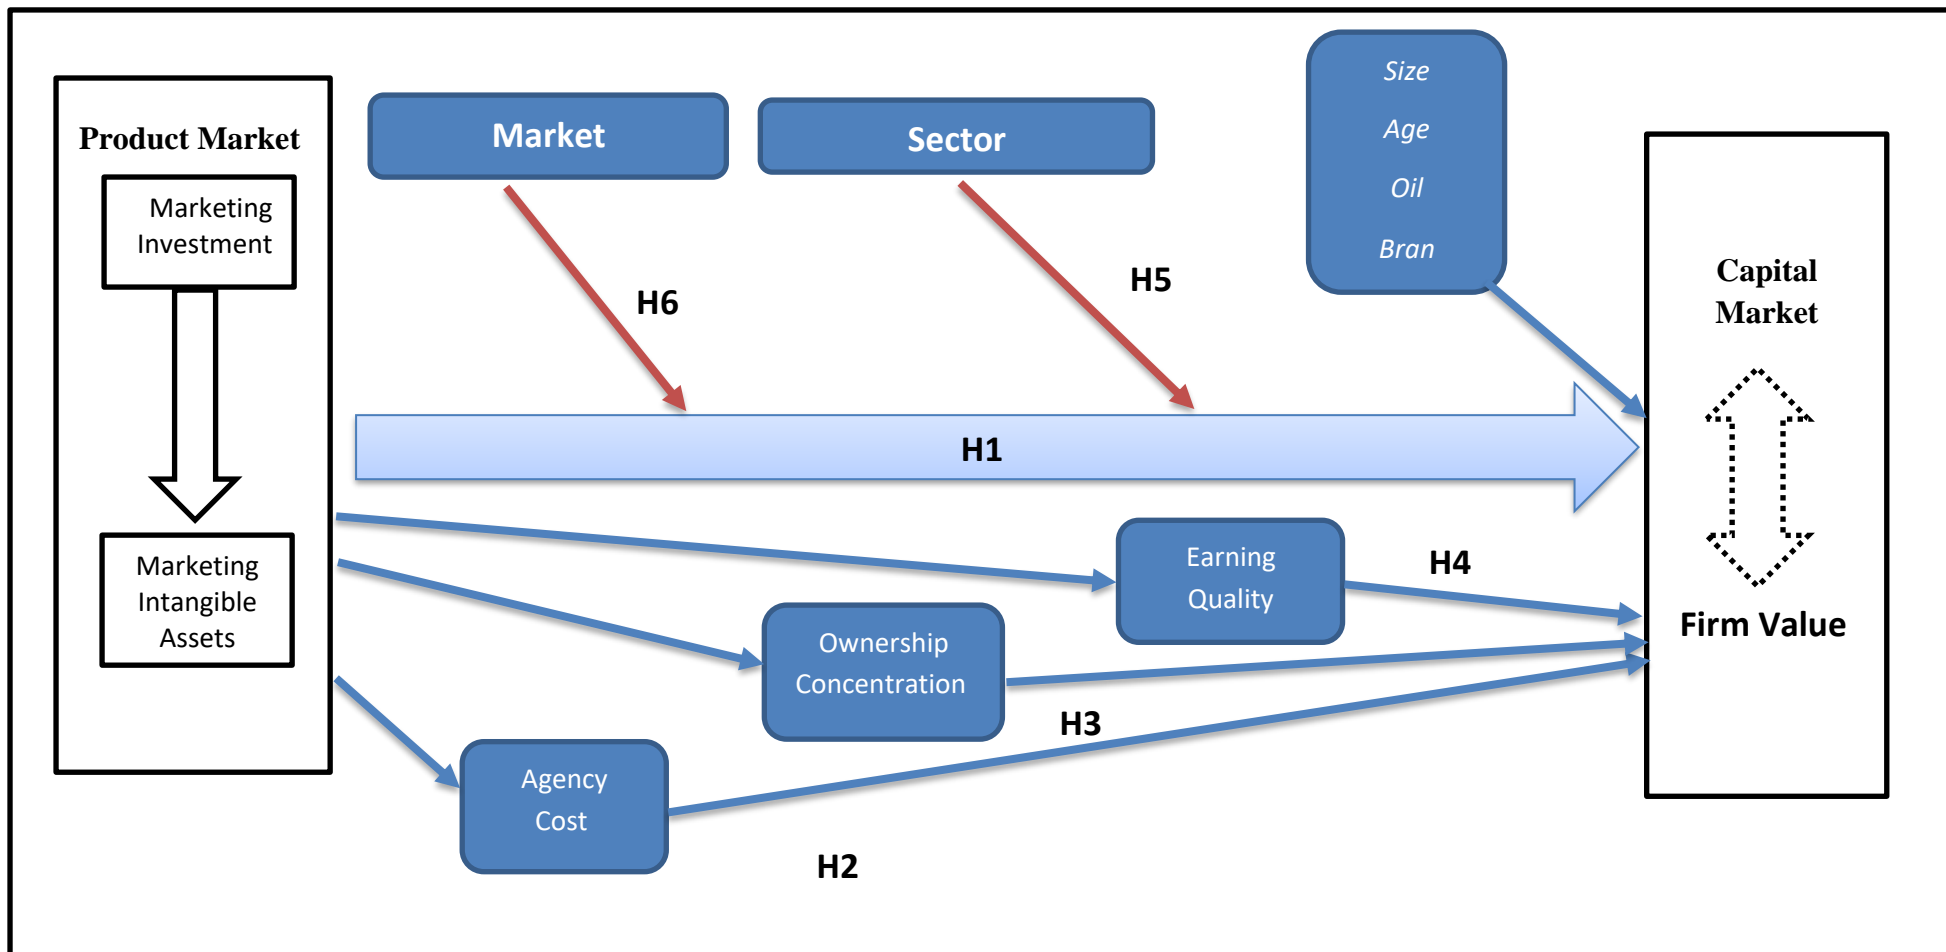 Product Market
Marketing
Investment
Marketing
Intangible
Assets
Market
Sector
Size
Age
Oil
Bran
H6
H5
H1
Earning
Quality
H4
Ownership
Concentration
H3
Agency
Cost
H2
Capital
Market
Firm Value